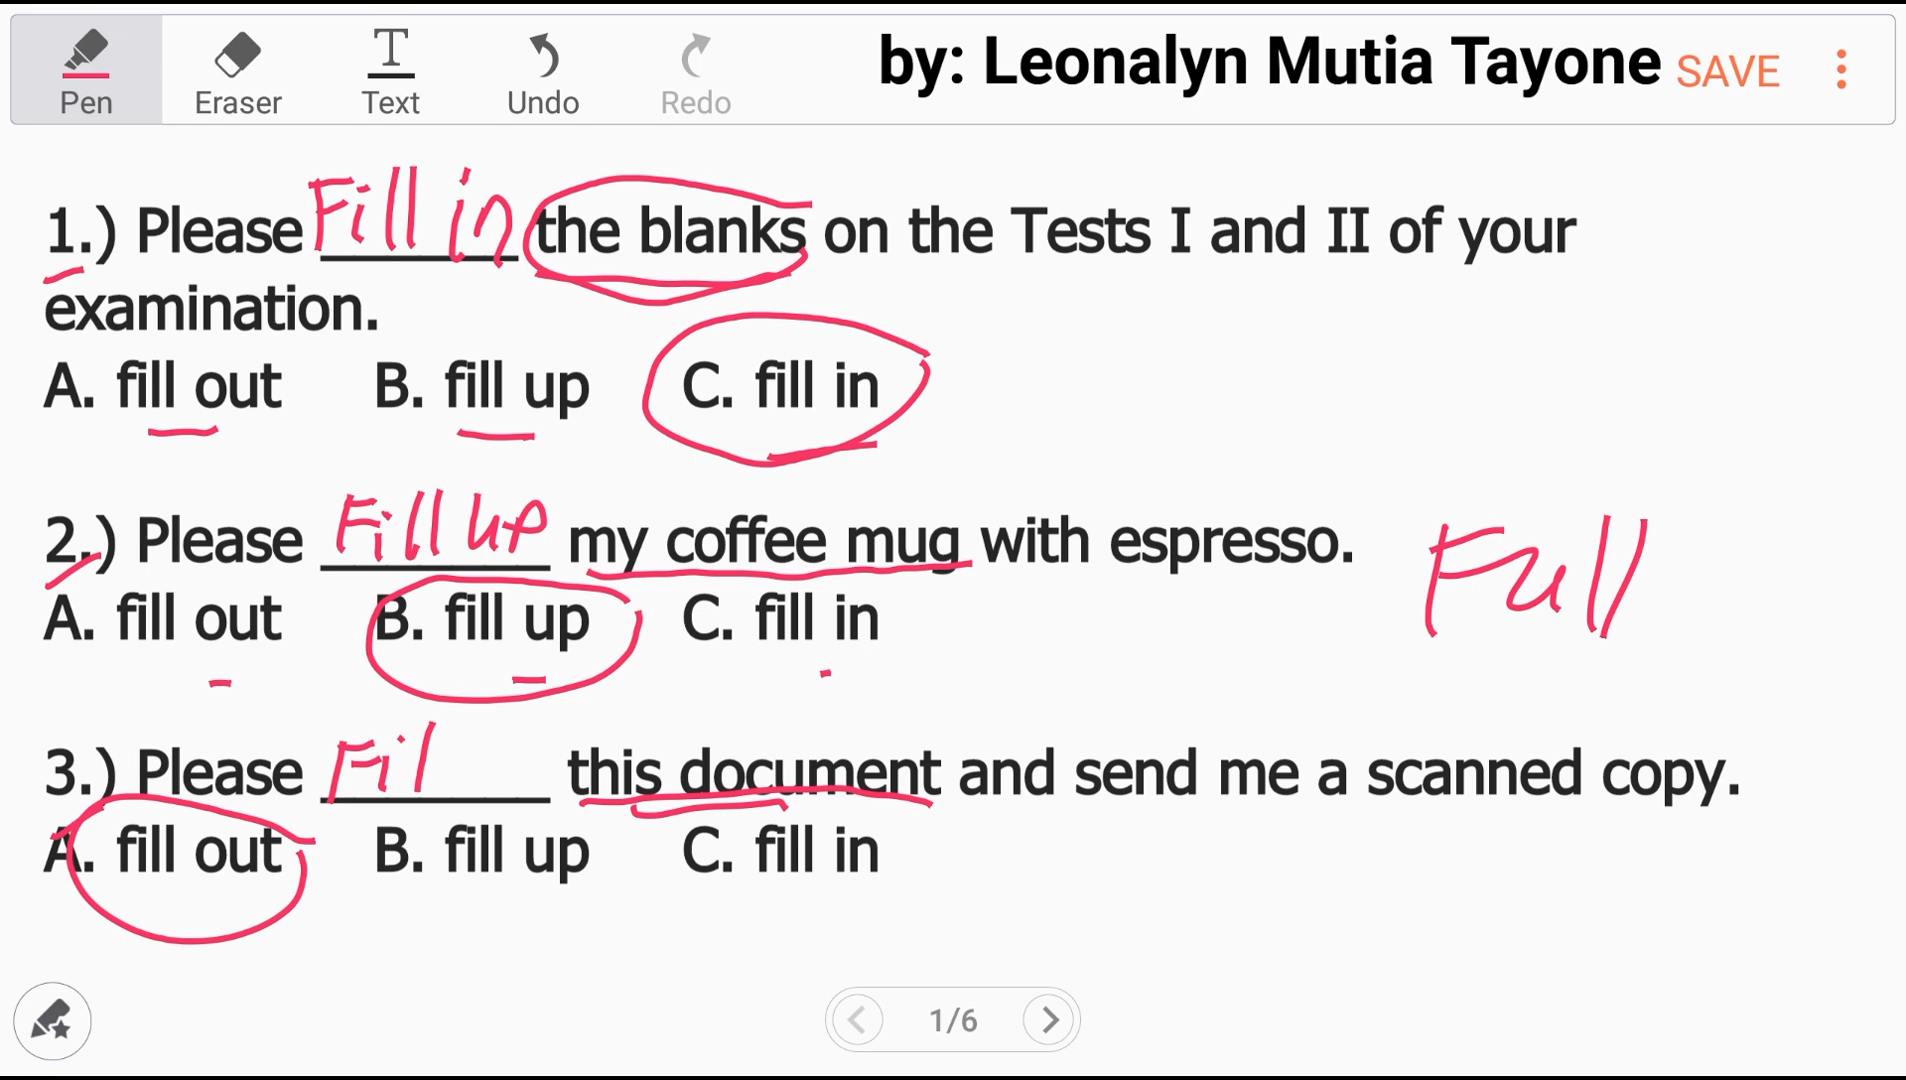 by: Leonalyn Mutia Tayone SAVE
Pen Eraser Text Undo Redo
1.) Please Fill in the blanks on the Tests I and II of your
examination.
A. fill out B. fill up C. fill in
2.) Please Fill up my coffee mug with espresso. Full
A. fill out B. fill up C. fill in
3.) Please Fil this document and send me a scanned copy.
A. fill out B. fill up C. fill in
1/6